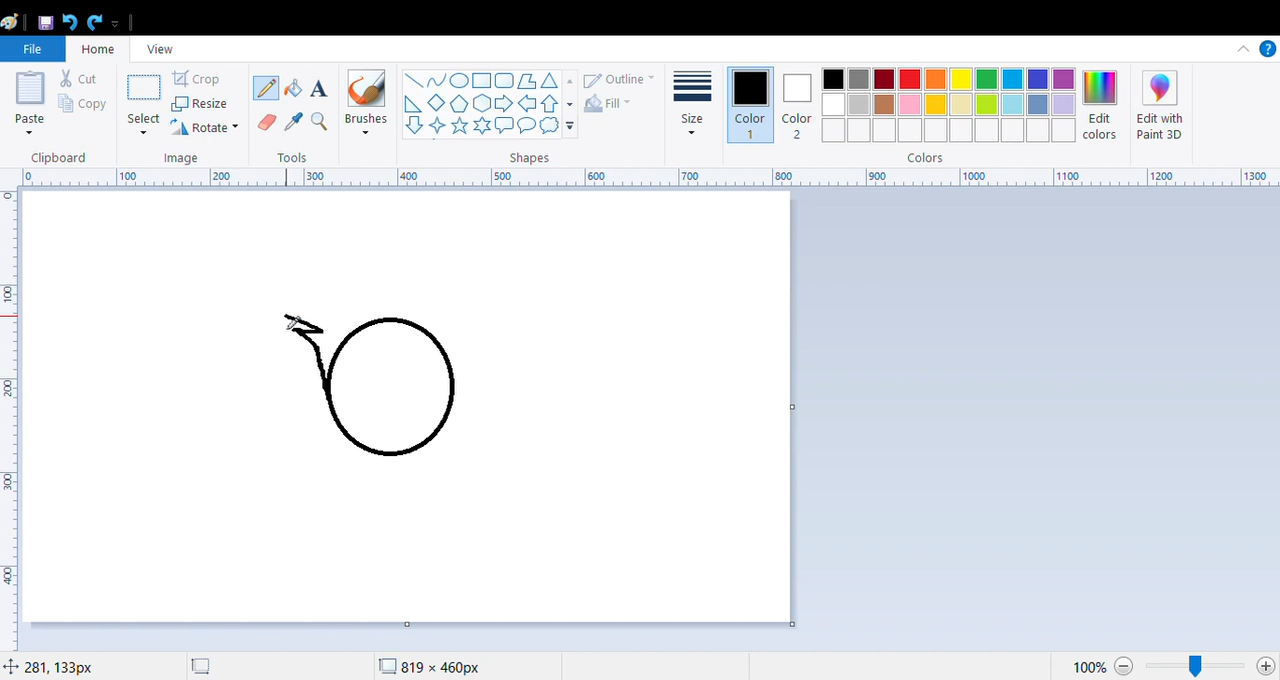 File Home View ?
Cut Crop Outline
Copy Resize Fill
Paste Select Rotate Brushes Size Color 1 Color 2 Edit colors Edit with Paint 3D
Clipboard Image Tools A Shapes Colors
0 100 200 300 400 500 600 700 800 900 1000 1100 1200 1300
0
100
200
300
400
281, 133px 819 × 460px 100%